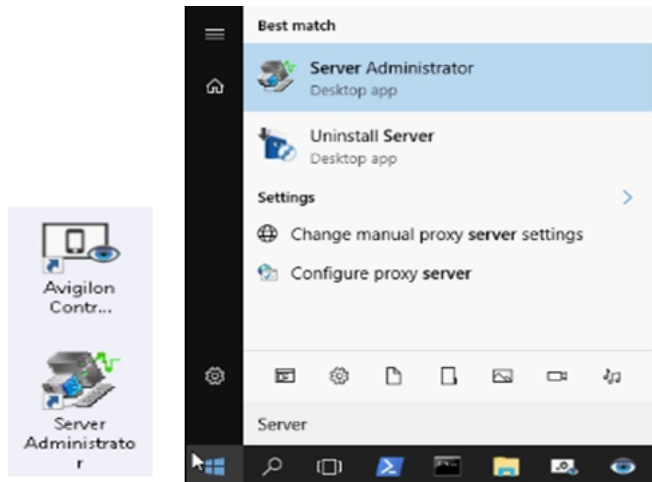 Avigilon
Contr...
Server
Administrato
r
Best match
Server Administrator
Desktop app
Uninstall Server
Desktop app
Settings
Change manual proxy server settings
Configure proxy server
Server